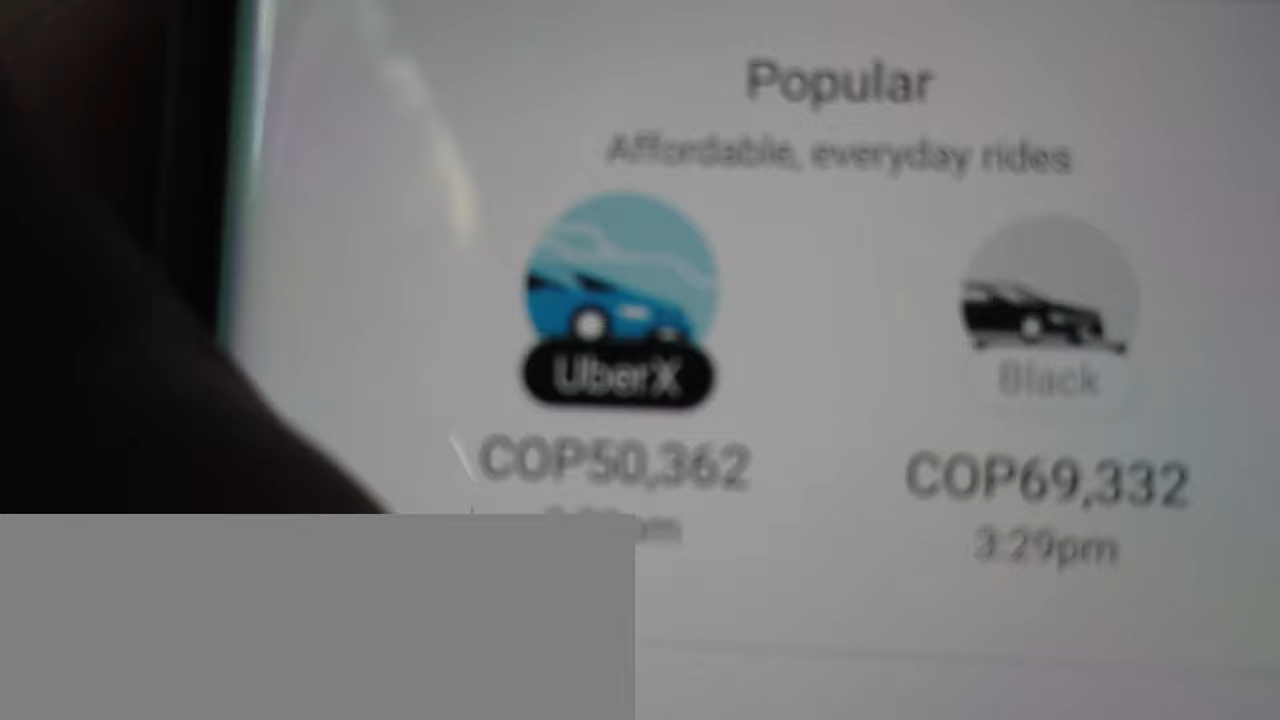 Popular
Affordable, everyday rides
UberX
Black
COP50,362
COP69,332
3:29pm